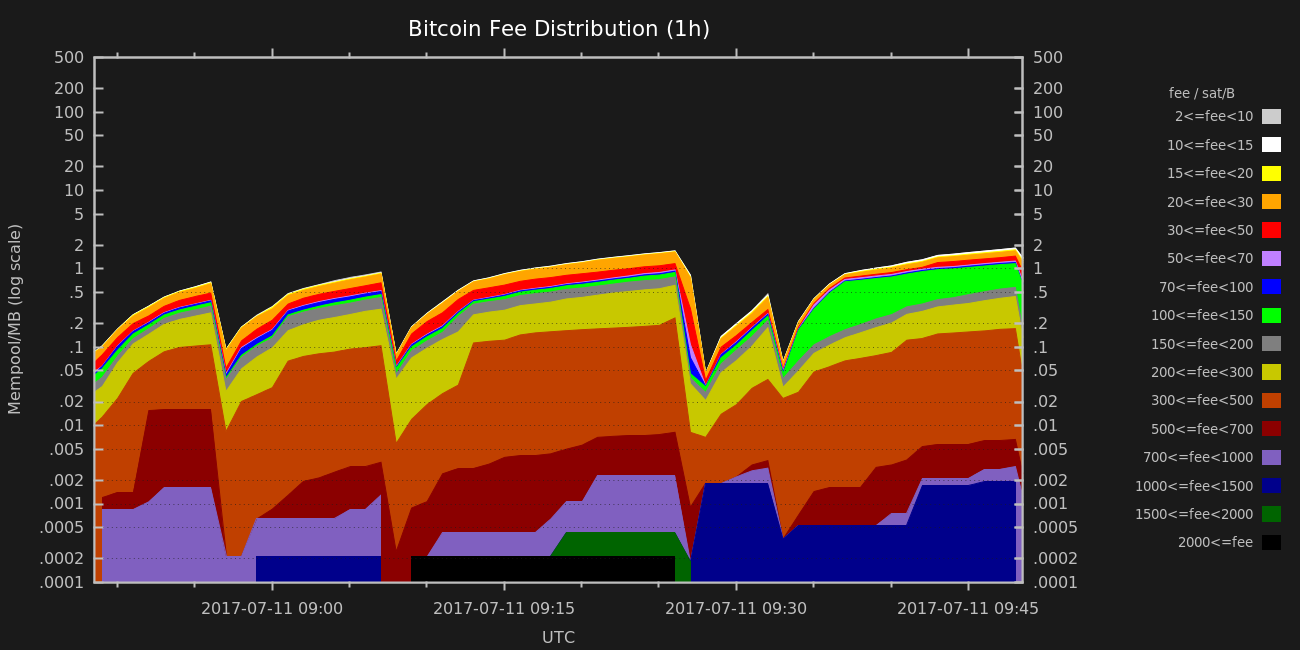 Bitcoin Fee Distribution (1h)
Mempool/MB (log scale)
500
200
100
50
20
10
5
2
1
.5
.2
.1
.05
.02
.01
.005
.002
.001
.0005
.0002
.0001
500
200
100
50
20
10
5
2
1
.5
.2
.1
.05
.02
.01
.005
.002
.001
.0005
.0002
.0001
2017-07-11 09:00
2017-07-11 09:15
2017-07-11 09:30
2017-07-11 09:45
UTC
fee / sat/B
2<=fee<10
10<=fee<15
15<=fee<20
20<=fee<30
30<=fee<50
50<=fee<70
70<=fee<100
100<=fee<150
150<=fee<200
200<=fee<300
300<=fee<500
500<=fee<700
700<=fee<1000
1000<=fee<1500
1500<=fee<2000
2000<=fee